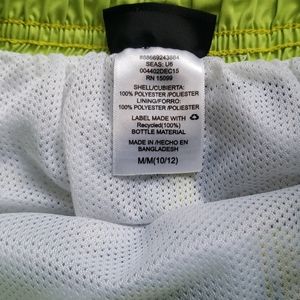 #88669243884
SEAS: U6
004402DEC15
RN 15099
SHELL/CUBIERTA:
100% POLYESTER /POLIESTER
LINING/FORRO:
100% POLYESTER /POLIESTER
LABEL MADE WITH
Recycled(100%)
BOTTLE MATERIAL
MADE IN /HECHO EN
BANGLADESH
M/M(10/12)